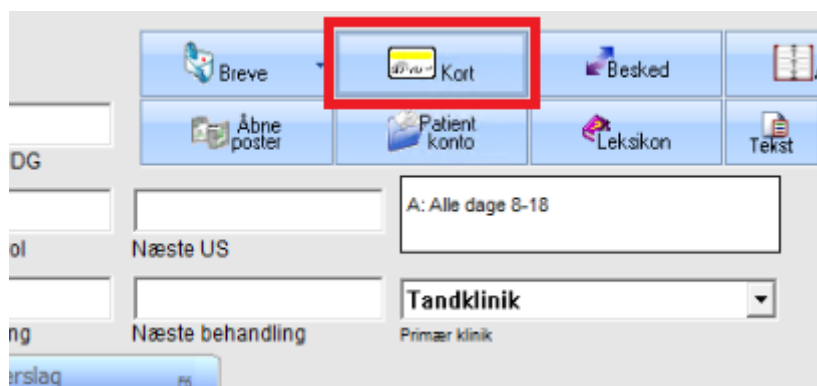 Breve
Kort
Besked
Åbne
poster
Patient
konto
Leksikon
Tekst
DG
A: Alle dage 8-18
ol
Næste US
Tandklinik
ng
Næste behandling
Primær klinik
erslag